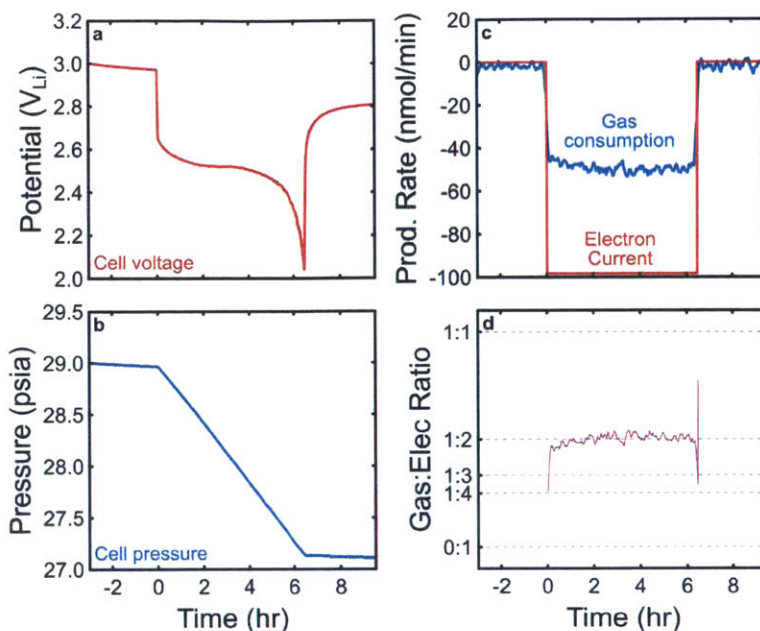 a
3.0
2.8
2.6
2.4
2.2
2.0
Potential (VLi)
Cell voltage
c
20
0
-20
-40
-60
-80
-100
Prod. Rate (nmol/min)
Gas
consumption
Electron
Current
b
29.5
29.0
28.5
28.0
27.5
27.0
Pressure (psia)
Cell pressure
-2 0 2 4 6 8
Time (hr)
d
1:1
1:2
1:3
1:4
0:1
Gas:Elec Ratio
-2 0 2 4 6 8
Time (hr)